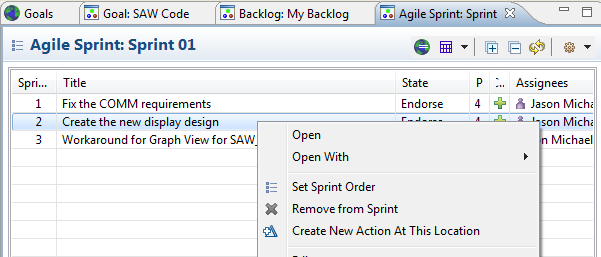 Goals Goal: SAW Code Backlog: My Backlog Agile Sprint: Sprint
Agile Sprint: Sprint 01
Sprin... Title State P :.. Assignees
1 Fix the COMM requirements Endorse 4 Jason Micha
2 Create the new display design Endorse 4 Jason Micha
3 Workaround for Graph View for SAW_ on Michael
Open
Open With
Set Sprint Order
Remove from Sprint
Create New Action At This Location